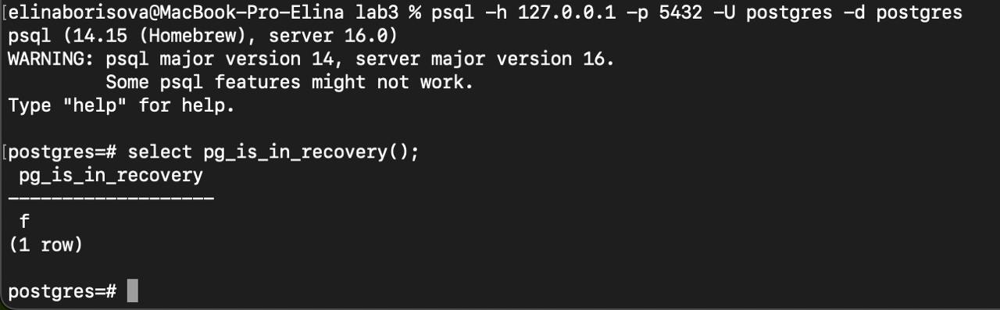 [elinaborisova@MacBook-Pro-Elina lab3 % psql -h 127.0.0.1 -p 5432 -U postgres -d postgres
psql (14.15 (Homebrew), server 16.0)
WARNING: psql major version 14, server major version 16.
         Some psql features might not work.
Type "help" for help.

[postgres=# select pg_is_in_recovery();
 pg_is_in_recovery
-------------------
 f
(1 row)

postgres=#